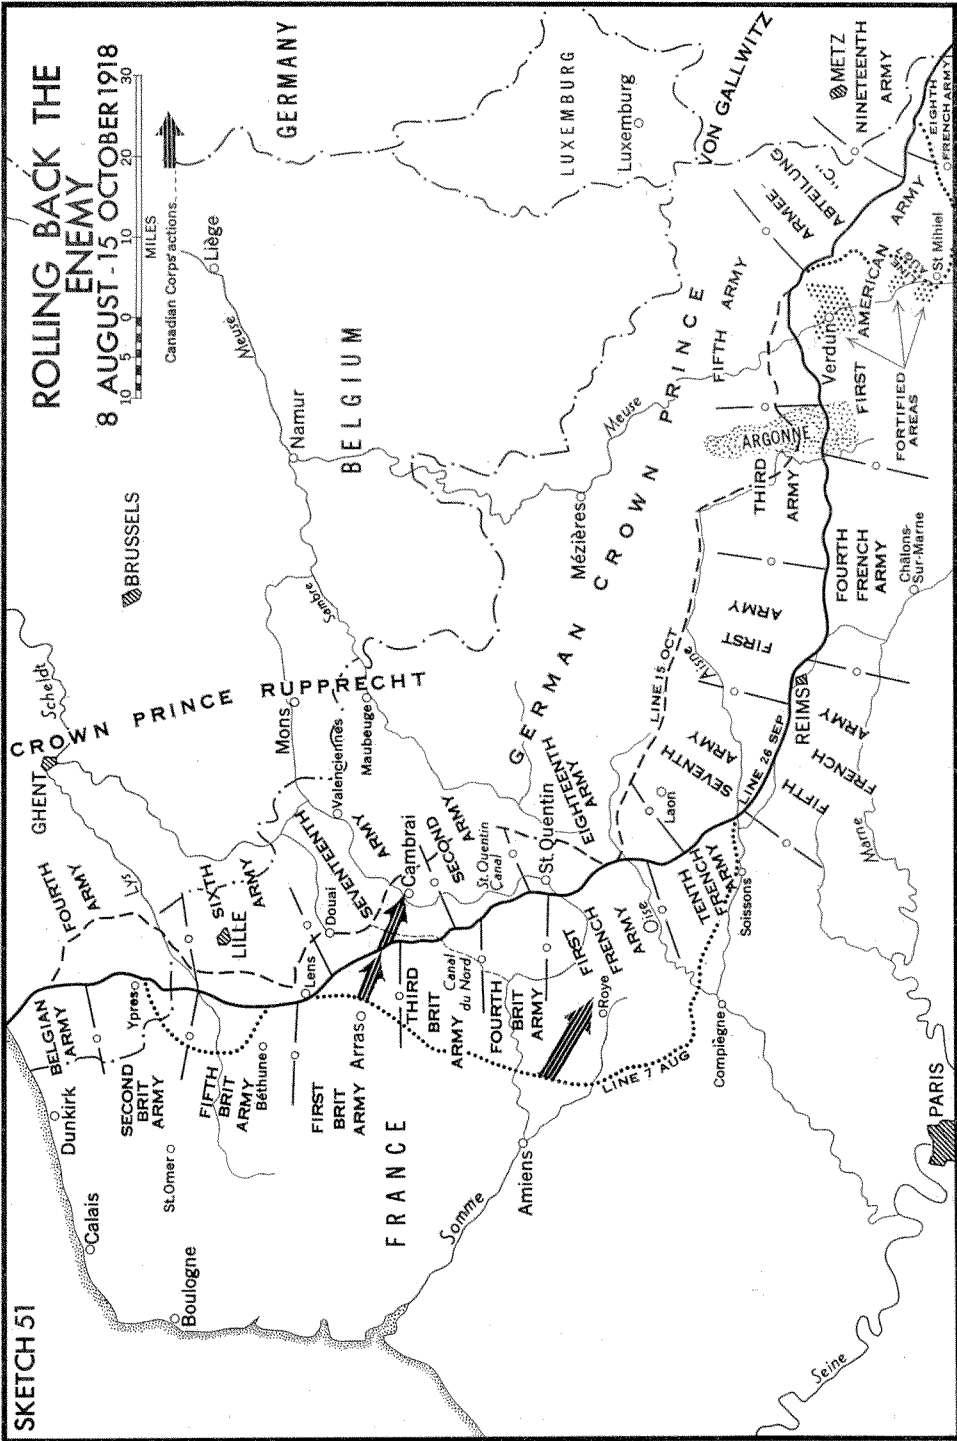 SKETCH 51
ROLLING BACK THE
ENEMY
8 AUGUST - 15 OCTOBER 1918
10 5 0 10 20 30
MILES
Canadian Corps actions
Calais
Dunkirk
Boulogne
St. Omer
BELGIAN
ARMY
SECOND
BRIT
ARMY
Ypres
FIFTH
BRIT
ARMY
Béthune
FIRST
BRIT
ARMY
Arras
Lens
FRANCE
THIRD
BRIT
ARMY
Canal
du Nord
FOURTH
BRIT
ARMY
Somme
Amiens
Roye
FIRST
FRENCH
ARMY
Oise
LINE 7 AUG
Compiègne
Soissons
TENTH
FRENCH
ARMY
PARIS
Seine
Marne
FIFTH
FRENCH
ARMY
REIMS
LINE 26 SEP
FOURTH
FRENCH
ARMY
Châlons-
Sur-Marne
FIRST
AMERICAN
ARMY
FORTIFIED
AREAS
Verdun
LINE 7
AUG
St Mihiel
EIGHTH
FRENCH ARMY
GHENT
Scheldt
Lys
FOURTH
ARMY
SIXTH
ARMY
LILLE
Douai
SEVENTEENTH
ARMY
Cambrai
SECOND
ARMY
St. Quentin
Canal
St. Quentin
EIGHTEENTH
ARMY
Laon
SEVENTH
ARMY
Aisne
LINE 15 OCT
FIRST
ARMY
THIRD
ARMY
ARGONNE
FIFTH ARMY
ARMEE-
ABTEILUNG
"C"
METZ
NINETEENTH
ARMY
VON GALLWITZ
CROWN PRINCE RUPPRECHT
GERMAN CROWN PRINCE
BRUSSELS
Mons
Valenciennes
Maubeuge
Sambre
Namur
BELGIUM
Meuse
Liège
Mézières
Meuse
GERMANY
LUXEMBURG
Luxemburg